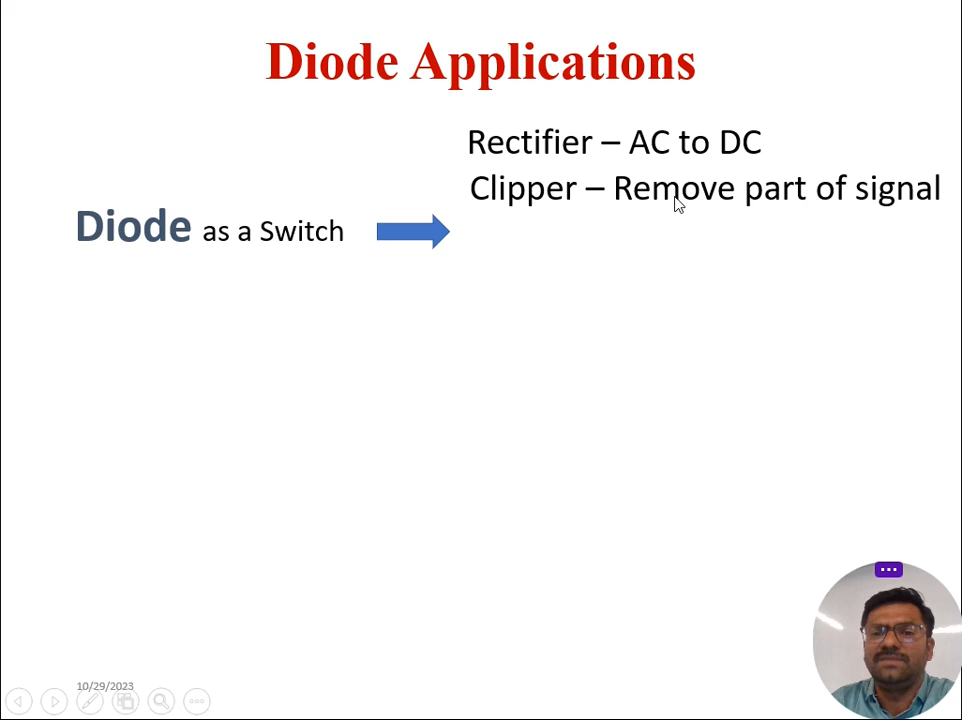 Diode Applications
Rectifier – AC to DC
Clipper – Remove part of signal
Diode as a Switch
10/29/2023